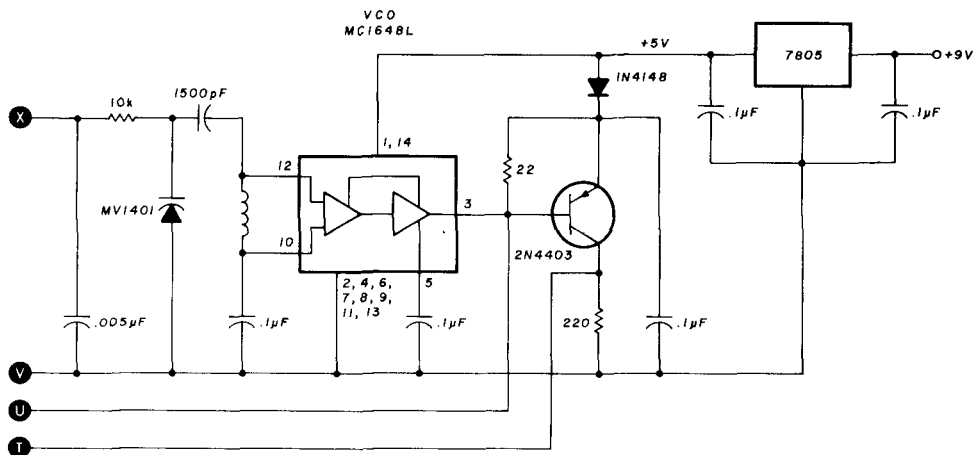 VCO
MC1648L
+5V
7805
+9V
1N4148
1500pF
10k
X
.1µF
.1µF
1, 14
12
22
3
MV1401
10
2N4403
2, 4, 6,
7, 8, 9,
11, 13
5
.005µF
.1µF
.1µF
220
.1µF
V
U
T